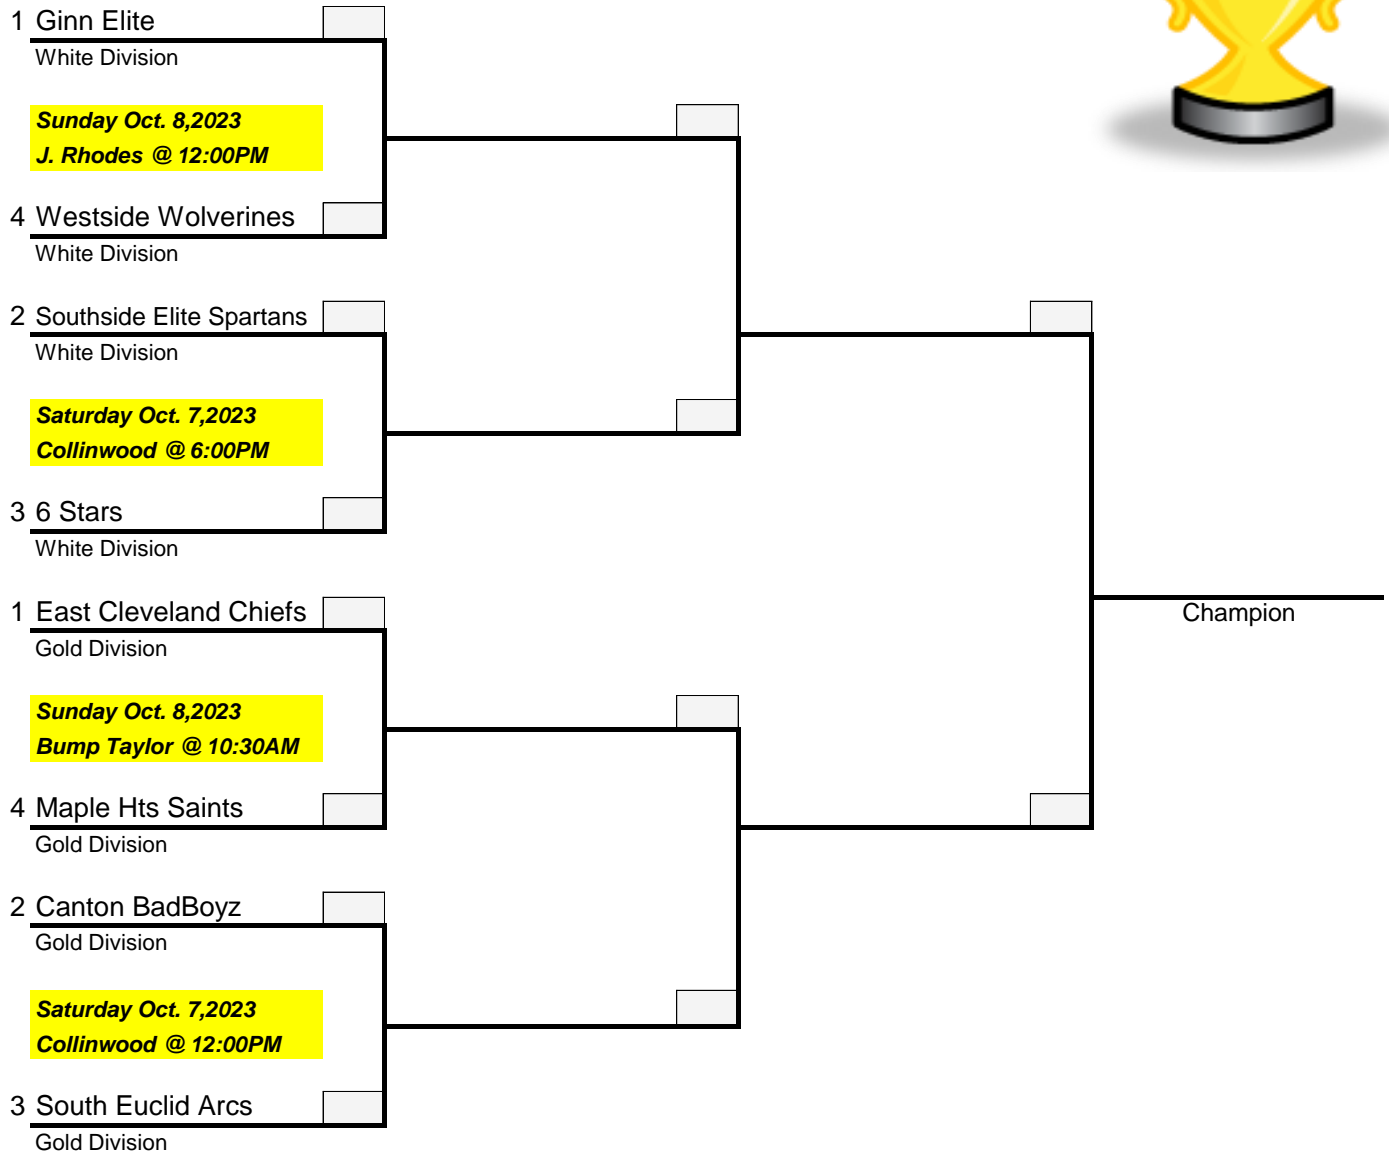 1 Ginn Elite
White Division
Sunday Oct. 8,2023
J. Rhodes @ 12:00PM
4 Westside Wolverines
White Division
2 Southside Elite Spartans
White Division
Saturday Oct. 7,2023
Collinwood @ 6:00PM
3 6 Stars
White Division
1 East Cleveland Chiefs
Gold Division
Champion
Sunday Oct. 8,2023
Bump Taylor @ 10:30AM
4 Maple Hts Saints
Gold Division
2 Canton BadBoyz
Gold Division
Saturday Oct. 7,2023
Collinwood @ 12:00PM
3 South Euclid Arcs
Gold Division